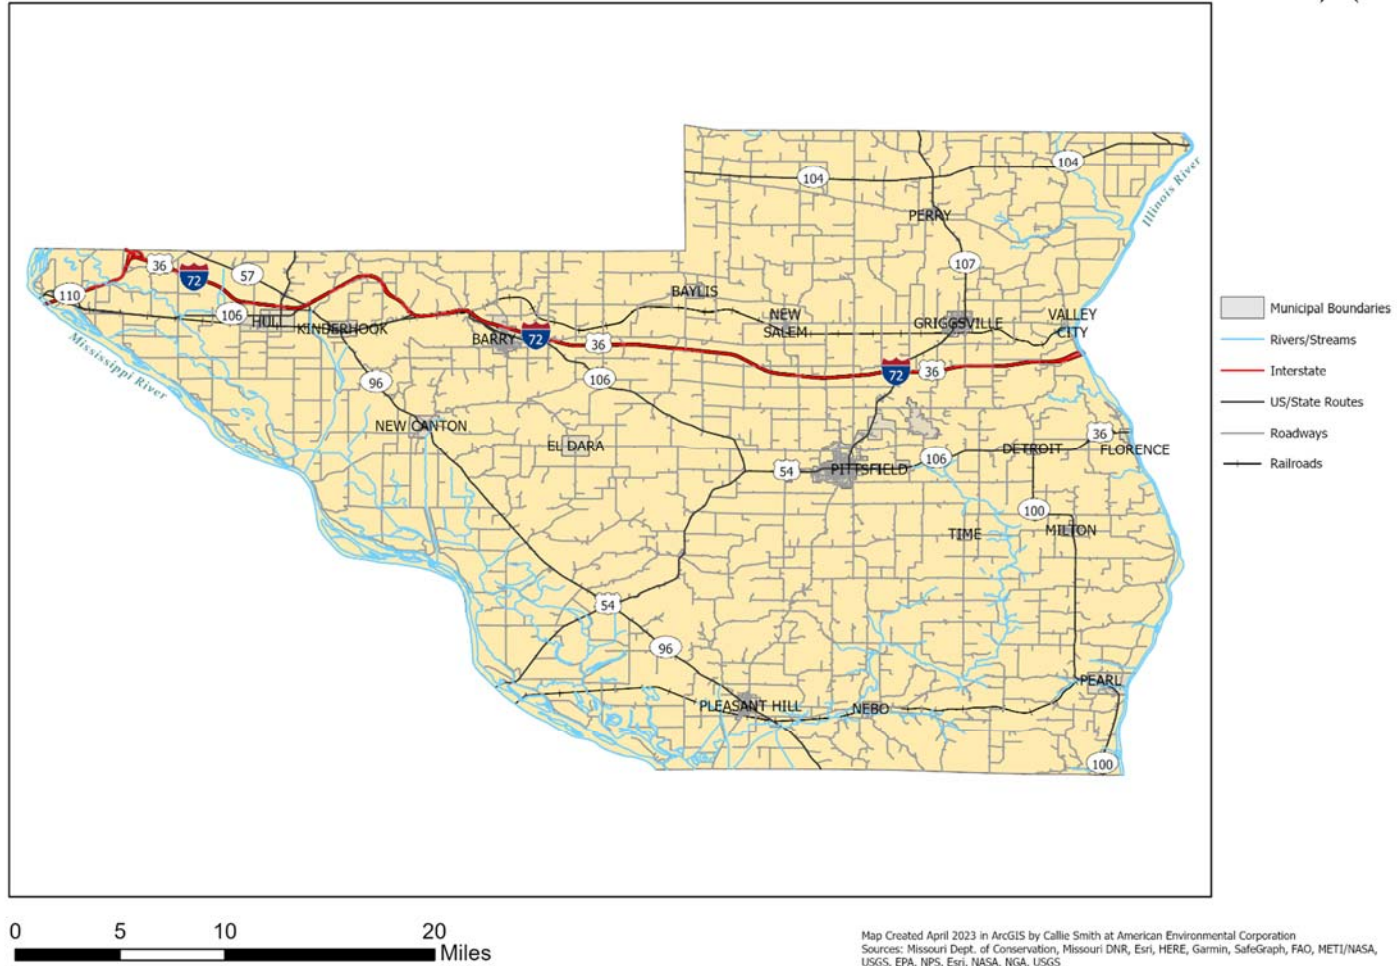 104
104
Illinois River
PERRY
107
36
72
57
110
106
HULL
KINDERHOOK
BAYLIS
NEW
SALEM
GRIGGSVILLE
VALLEY
CITY
BARRY
72
36
72
36
Mississippi River
96
106
NEW CANTON
EL DARA
54
PITTSFIELD
106
DETROIT
36
FLORENCE
100
TIME
MILTON
54
96
PEARL
PLEASANT HILL
NEBO
100
Municipal Boundaries
Rivers/Streams
Interstate
US/State Routes
Roadways
Railroads
0 5 10 20
Miles
Map Created April 2023 in ArcGIS by Callie Smith at American Environmental Corporation
Sources: Missouri Dept. of Conservation, Missouri DNR, Esri, HERE, Garmin, SafeGraph, FAO, METI/NASA,
USGS, EPA, NPS, Esri, NASA, NGA, USGS